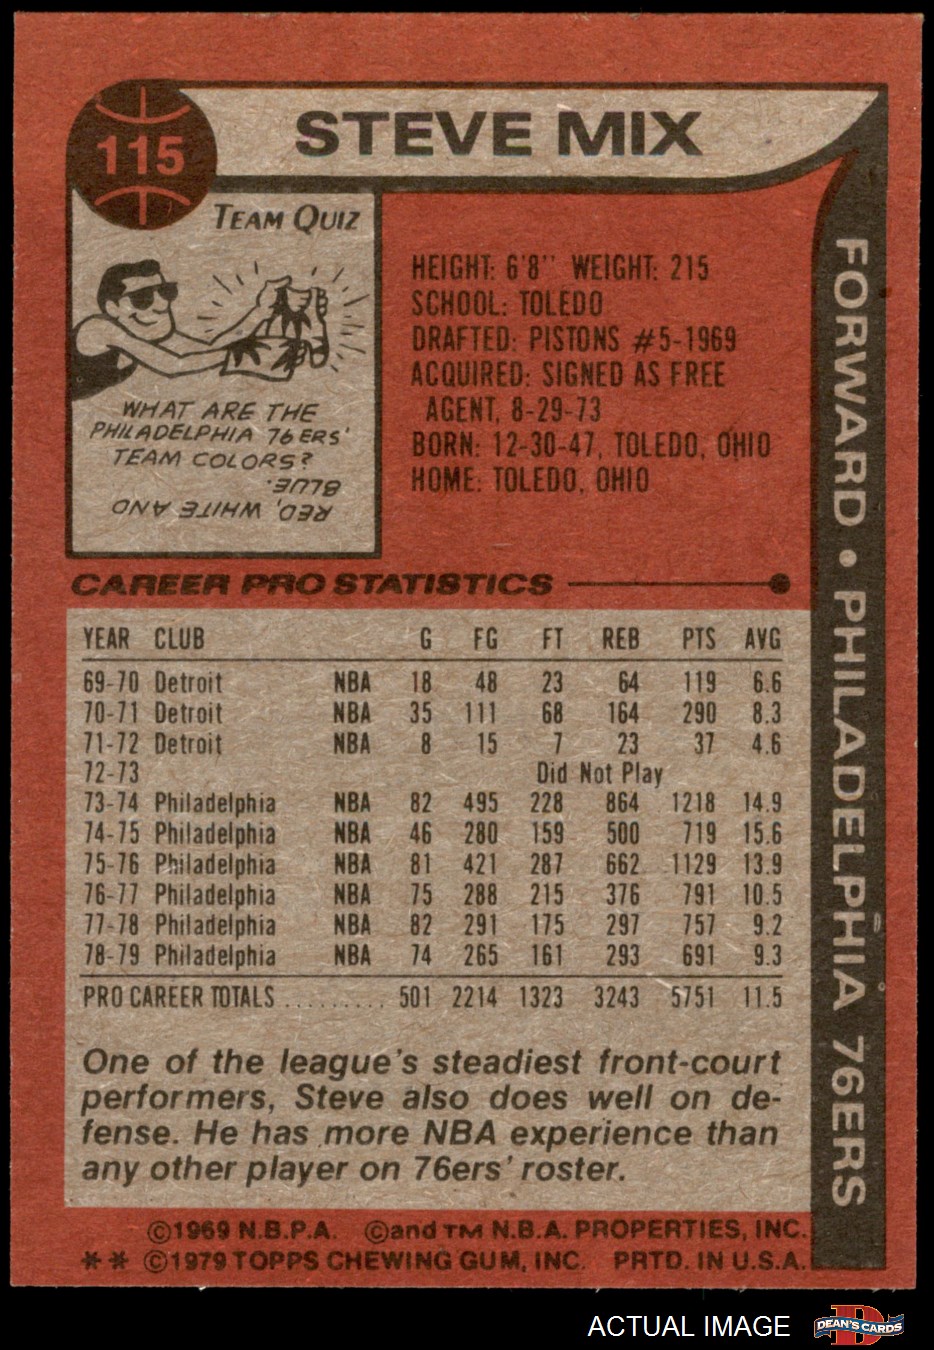 115
STEVE MIX
TEAM QUIZ
WHAT ARE THE
PHILADELPHIA 76ERS'
TEAM COLORS?
RED, WHITE AND
BLUE.
HEIGHT: 6'8" WEIGHT: 215
SCHOOL: TOLEDO
DRAFTED: PISTONS #5-1969
ACQUIRED: SIGNED AS FREE
AGENT, 8-29-73
BORN: 12-30-47, TOLEDO, OHIO
HOME: TOLEDO, OHIO
FORWARD • PHILADELPHIA 76ERS
CAREER PRO STATISTICS
YEAR CLUB G FG FT REB PTS AVG
69-70 Detroit NBA 18 48 23 64 119 6.6
70-71 Detroit NBA 35 111 68 164 290 8.3
71-72 Detroit NBA 8 15 7 23 37 4.6
72-73 Did Not Play
73-74 Philadelphia NBA 82 495 228 864 1218 14.9
74-75 Philadelphia NBA 46 280 159 500 719 15.6
75-76 Philadelphia NBA 81 421 287 662 1129 13.9
76-77 Philadelphia NBA 75 288 215 376 791 10.5
77-78 Philadelphia NBA 82 291 175 297 757 9.2
78-79 Philadelphia NBA 74 265 161 293 691 9.3
PRO CAREER TOTALS .......... 501 2214 1323 3243 5751 11.5
One of the league's steadiest front-court
performers, Steve also does well on de-
fense. He has more NBA experience than
any other player on 76ers' roster.
©1969 N.B.P.A. ©and TM N.B.A. PROPERTIES, INC.
** ©1979 TOPPS CHEWING GUM, INC. PRTD. IN U.S.A.
ACTUAL IMAGE
D
DEAN'S CARDS